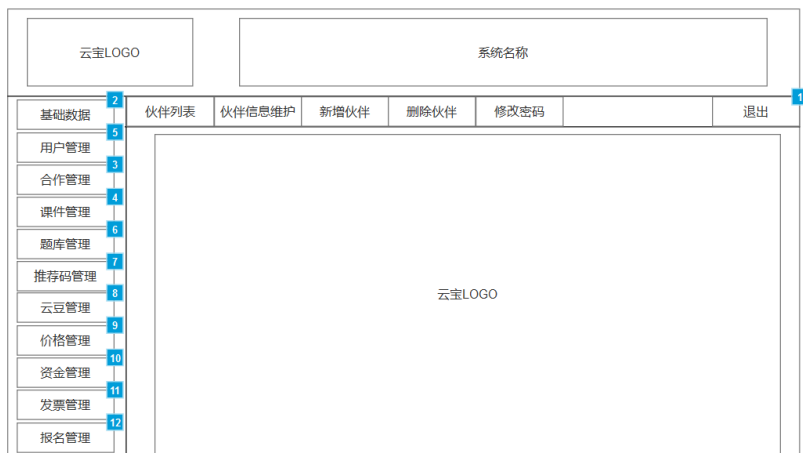 云宝LOGO
系统名称
1
伙伴列表 伙伴信息维护 新增伙伴 删除伙伴 修改密码 退出
2
基础数据
5
用户管理
3
合作管理
4
课件管理
6
题库管理
7
推荐码管理
8
云豆管理
9
价格管理
10
资金管理
11
发票管理
12
报名管理
云宝LOGO